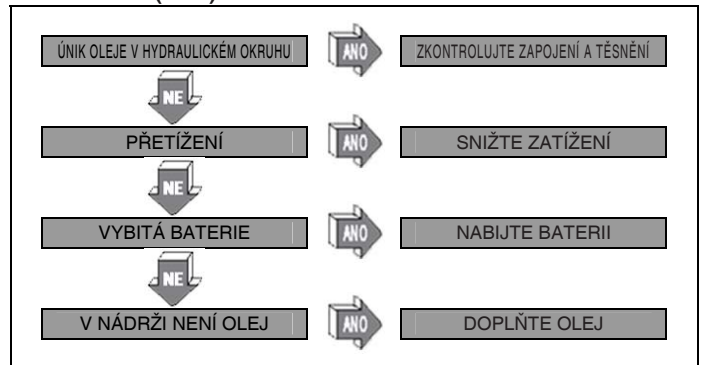 ÚNIK OLEJE V HYDRAULICKÉM OKRUHU ANO ZKONTROLUJTE ZAPOJENÍ A TĚSNĚNÍ
NE
PŘETÍŽENÍ ANO SNIŽTE ZATÍŽENÍ
NE
VYBITÁ BATERIE ANO NABIJTE BATERII
NE
V NÁDRŽI NENÍ OLEJ ANO DOPLŇTE OLEJ